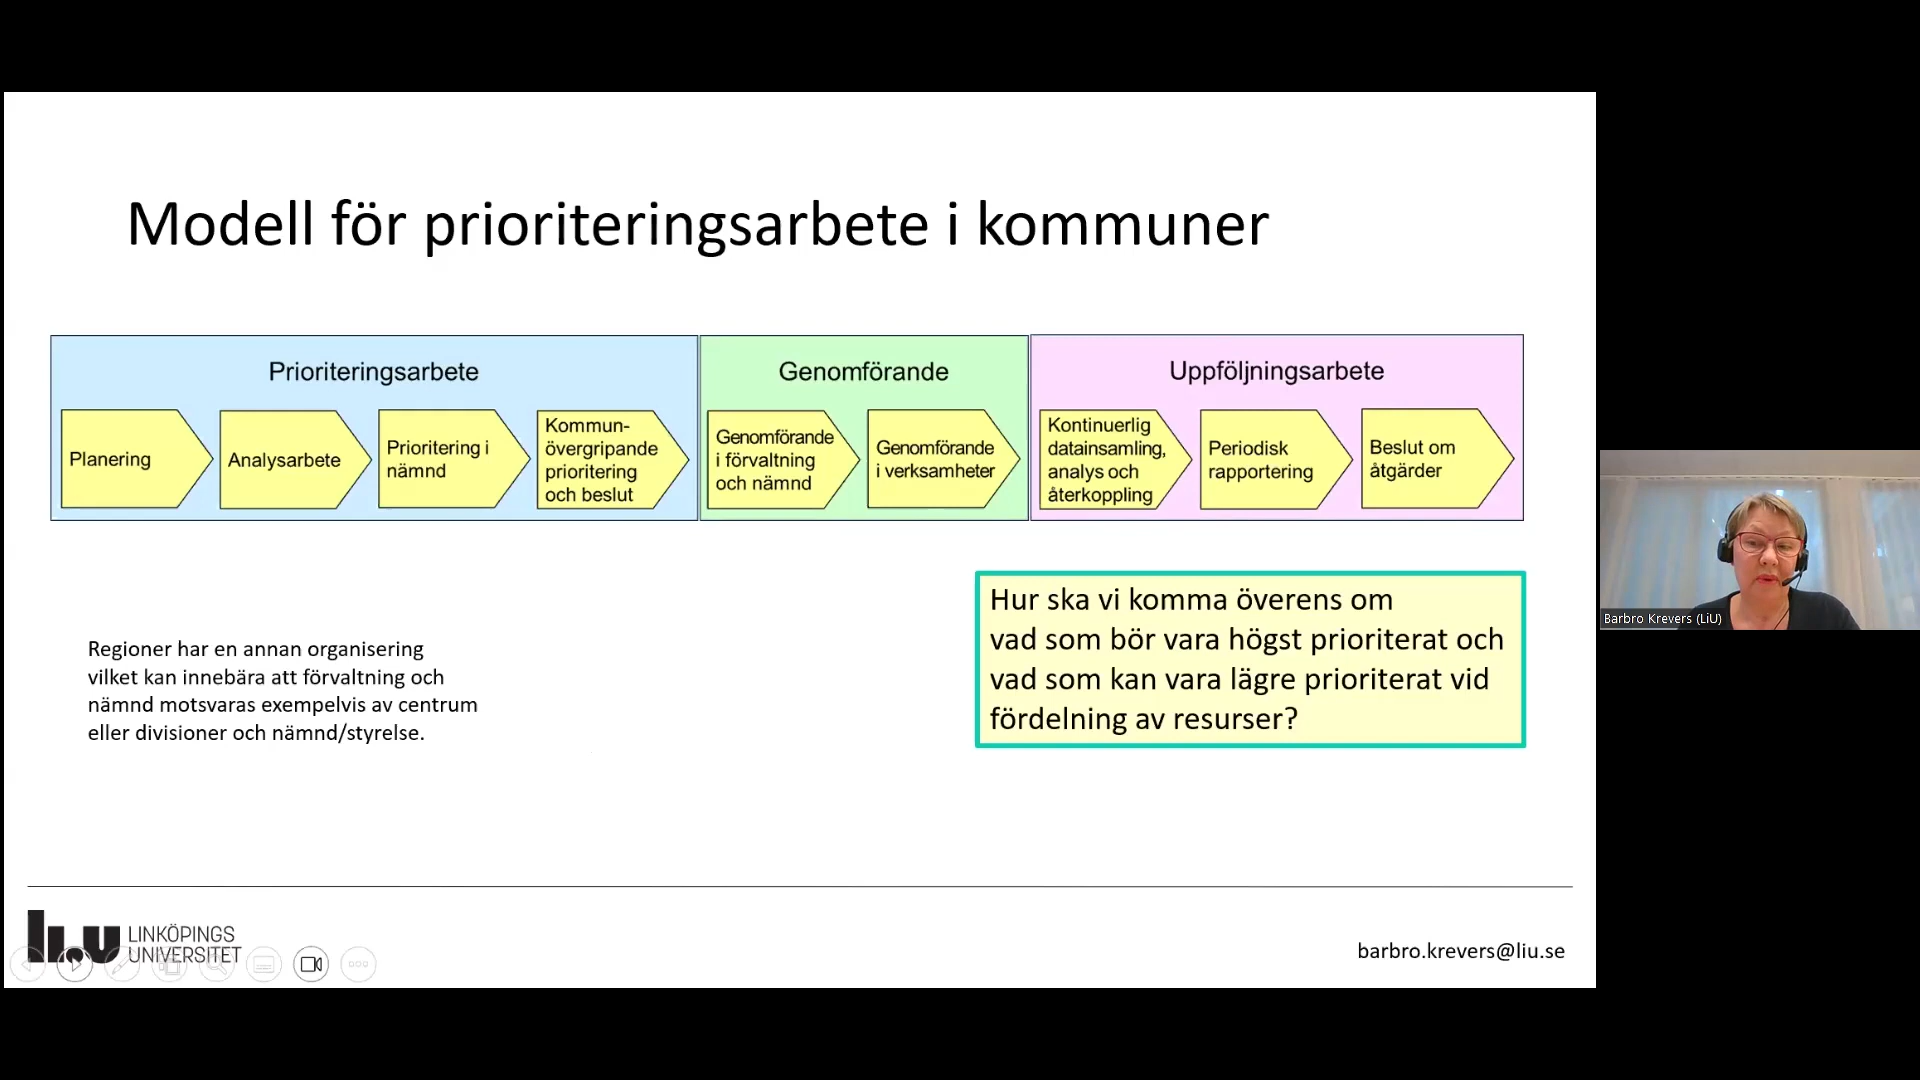 Modell för prioriteringsarbete i kommuner
Prioriteringsarbete
Genomförande
Uppföljningsarbete
Planering
Analysarbete
Prioritering i
nämnd
Kommun-
övergripande
prioritering
och beslut
Genomförande
i förvaltning
och nämnd
Genomförande
i verksamheter
Kontinuerlig
datainsamling,
analys och
återkoppling
Periodisk
rapportering
Beslut om
åtgärder
Regioner har en annan organisering
vilket kan innebära att förvaltning och
nämnd motsvaras exempelvis av centrum
eller divisioner och nämnd/styrelse.
Hur ska vi komma överens om
vad som bör vara högst prioriterat och
vad som kan vara lägre prioriterat vid
fördelning av resurser?
Barbro Krevers (LiU)
LiU LINKÖPINGS
UNIVERSITET
barbro.krevers@liu.se